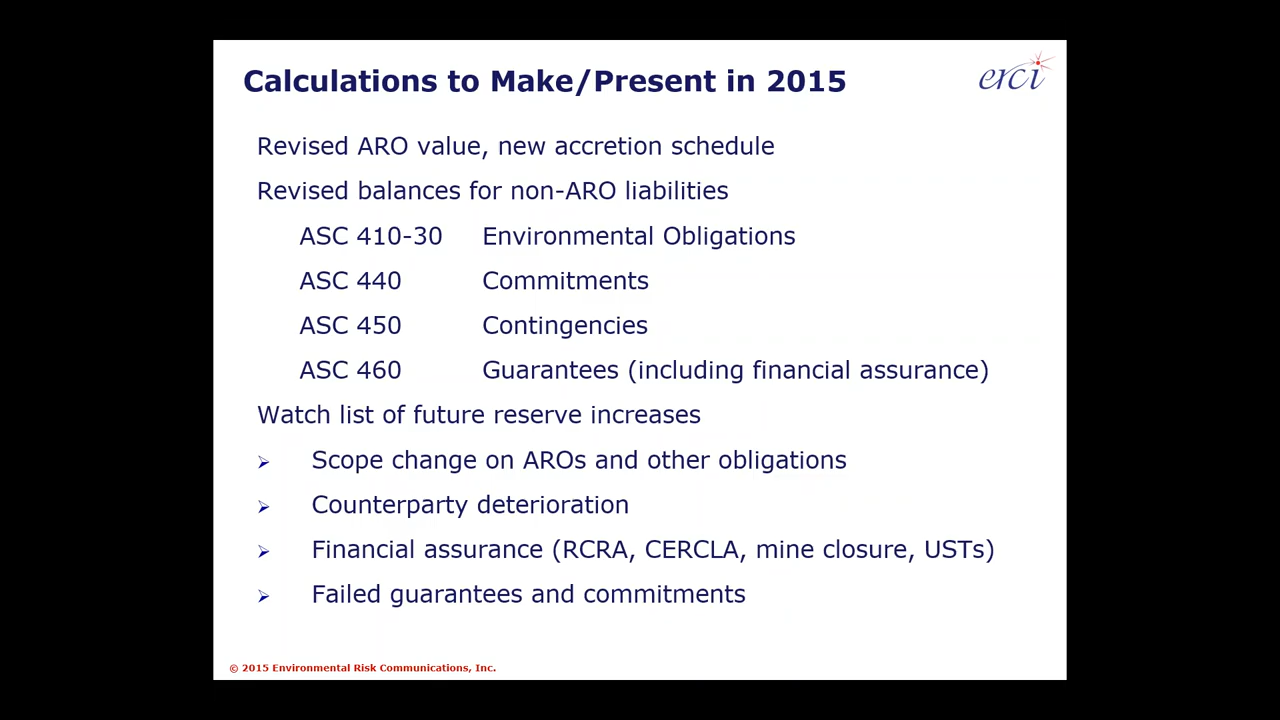 Calculations to Make/Present in 2015
erci
Revised ARO value, new accretion schedule
Revised balances for non-ARO liabilities
ASC 410-30 Environmental Obligations
ASC 440 Commitments
ASC 450 Contingencies
ASC 460 Guarantees (including financial assurance)
Watch list of future reserve increases
Scope change on AROs and other obligations
Counterparty deterioration
Financial assurance (RCRA, CERCLA, mine closure, USTs)
Failed guarantees and commitments
© 2015 Environmental Risk Communications, Inc.